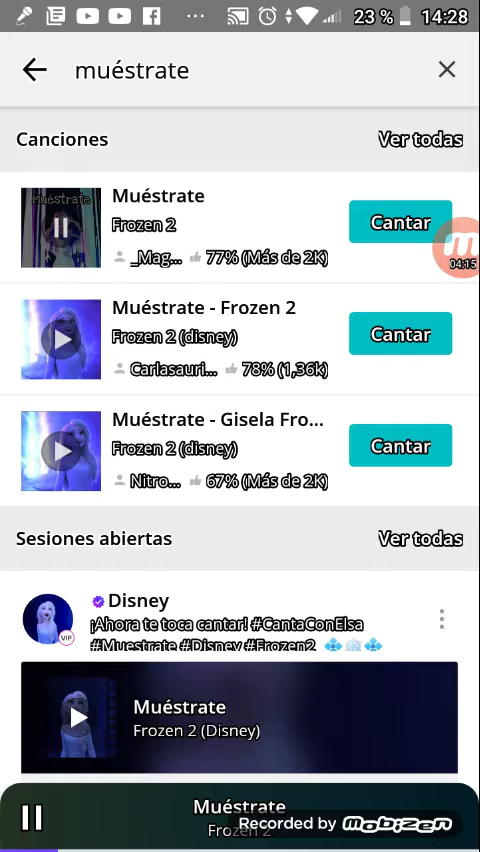 23 % 14:28
muéstrate
Canciones Ver todas
Muéstrate
Muéstrate
Frozen 2
_Mag... 77% (Más de 2K)
Cantar
04:15
Muéstrate - Frozen 2
Frozen 2 (disney)
Carlasauri... 78% (1,36k)
Cantar
Muéstrate - Gisela Fro...
Frozen 2 (disney)
Nitro... 67% (Más de 2K)
Cantar
Sesiones abiertas Ver todas
Disney
VIP
¡Ahora te toca cantar! #CantaConElsa
#Muestrate #Disney #Frozen2
Muéstrate
Frozen 2 (Disney)
Muéstrate
Frozen 2
Recorded by mobizen